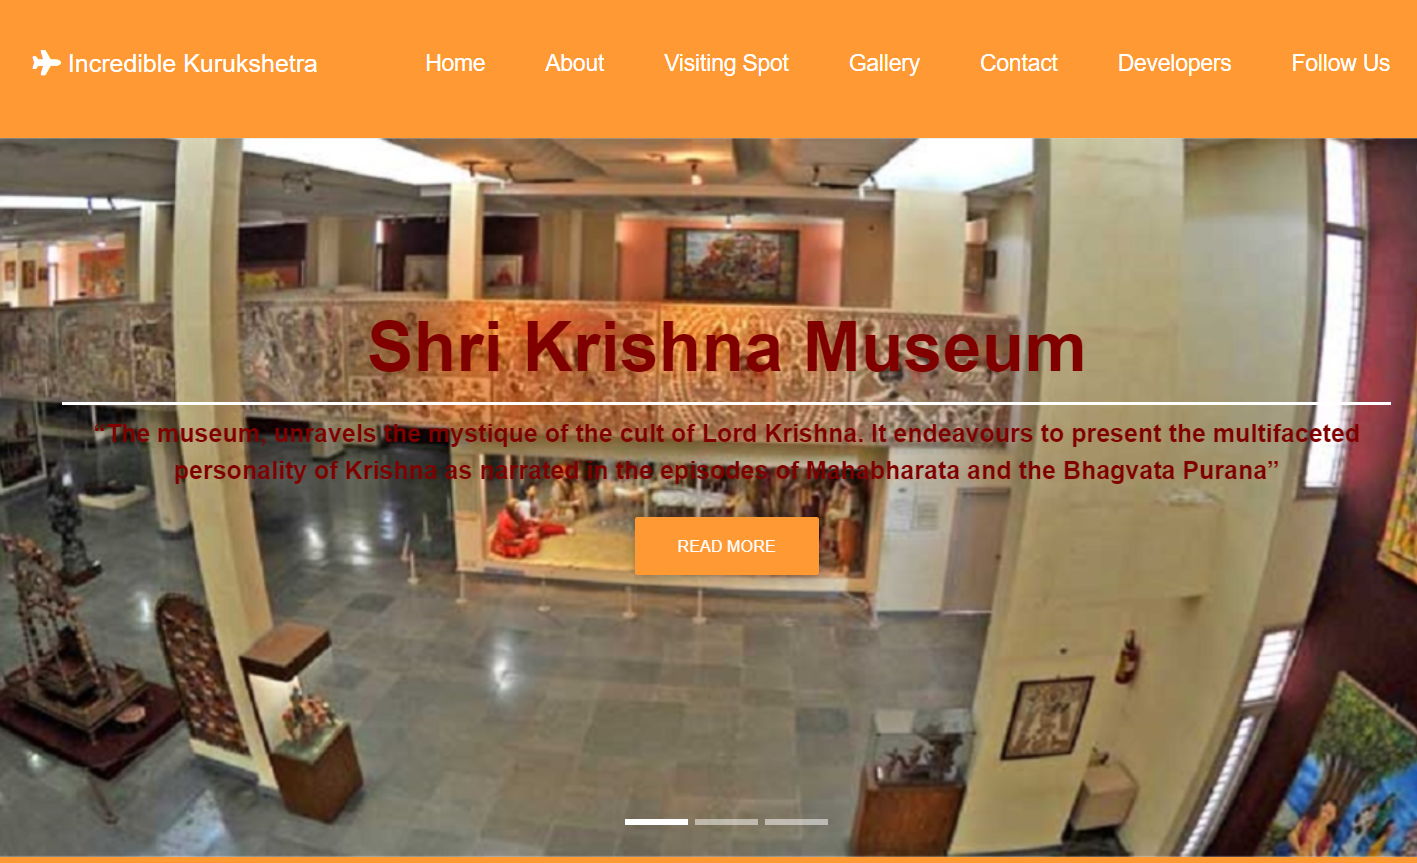 Incredible Kurukshetra
Home About Visiting Spot Gallery Contact Developers Follow Us
Shri Krishna Museum
“The museum, unravels the mystique of the cult of Lord Krishna. It endeavours to present the multifaceted
personality of Krishna as narrated in the episodes of Mahabharata and the Bhagvata Purana”
READ MORE